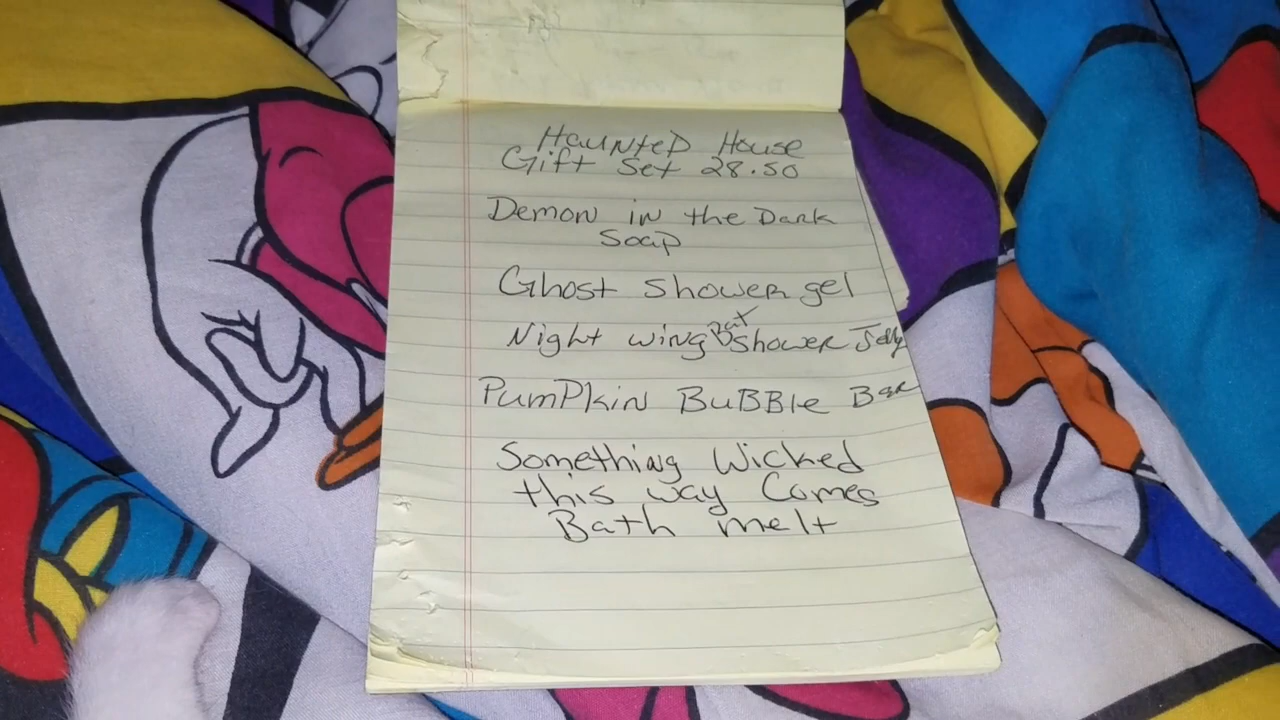 Haunted House
Gift Set 28.50
Demon in the Dark
Soap
Ghost Shower gel
Night wing Bat Shower Jelly
Pumpkin Bubble Bar
Something Wicked
this way Comes
Bath melt